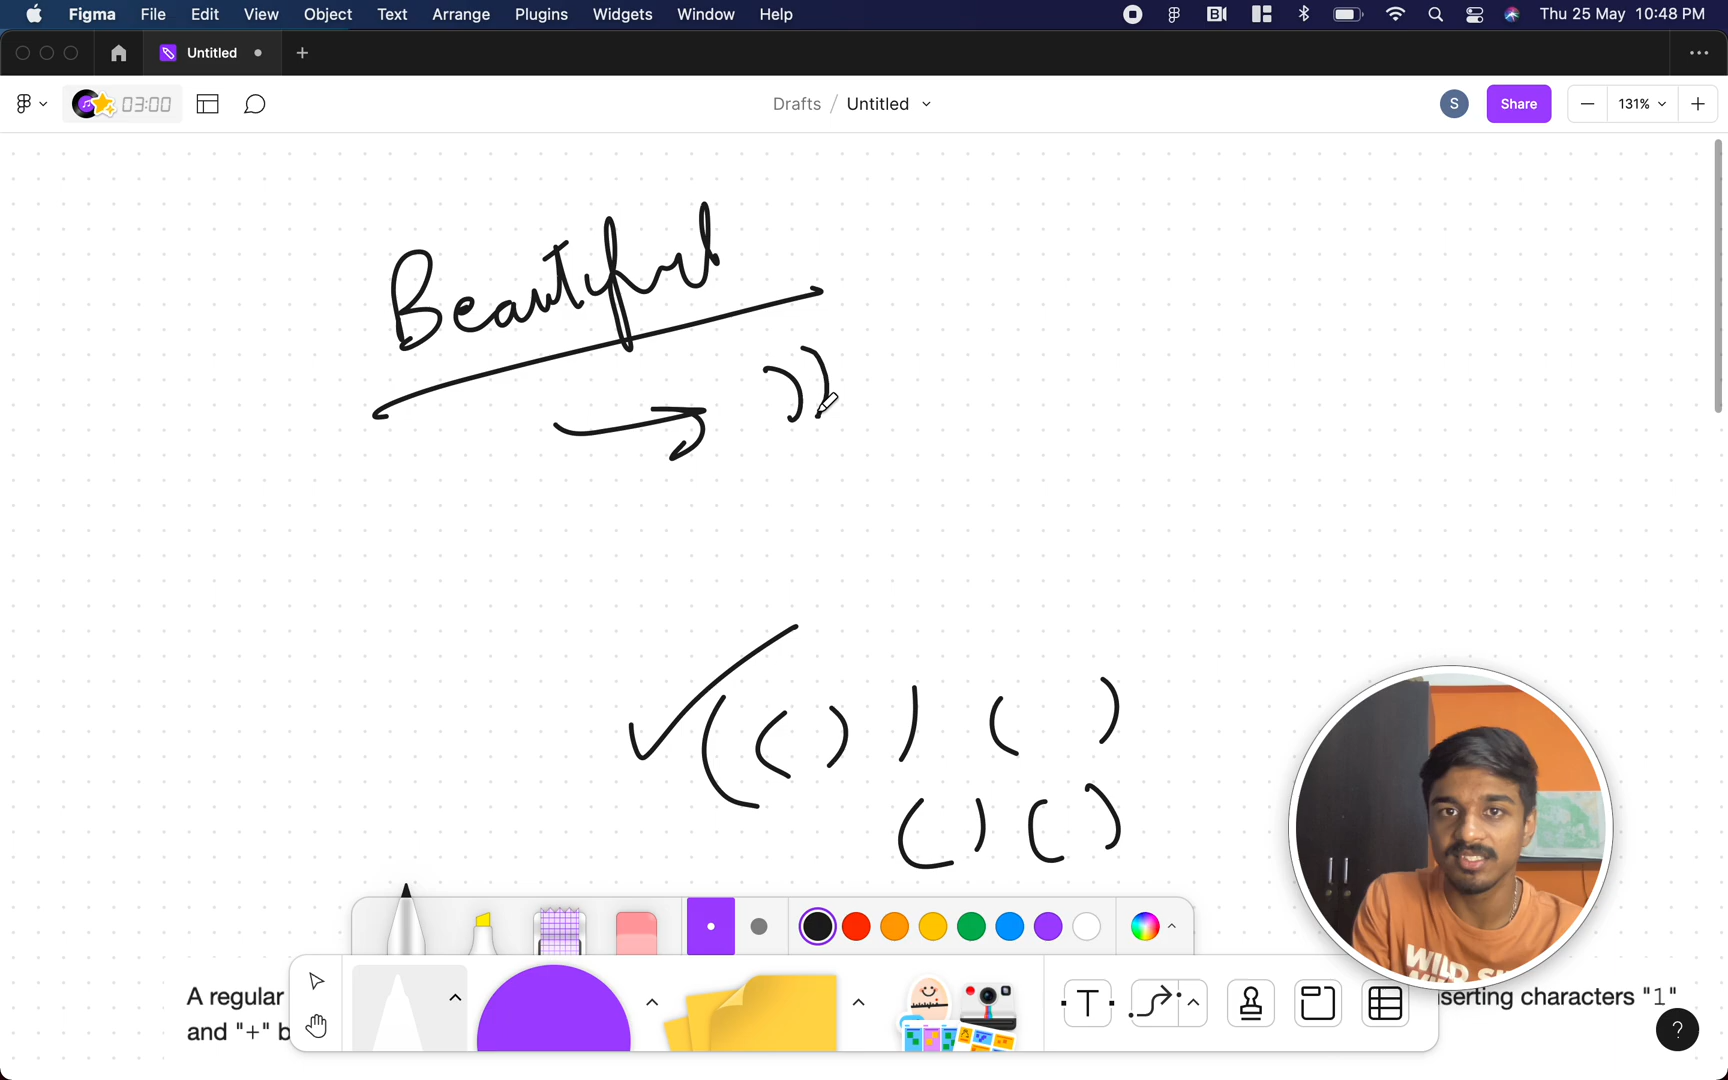 Figma File Edit View Object Text Arrange Plugins Widgets Window Help Thu 25 May 10:48 PM
Untitled
03:00 Drafts / Untitled S Share 131%
Beautiful
))
(()) ( )
( ) ( )
A regular serting characters "1"
and "+" b
T
WILD
?